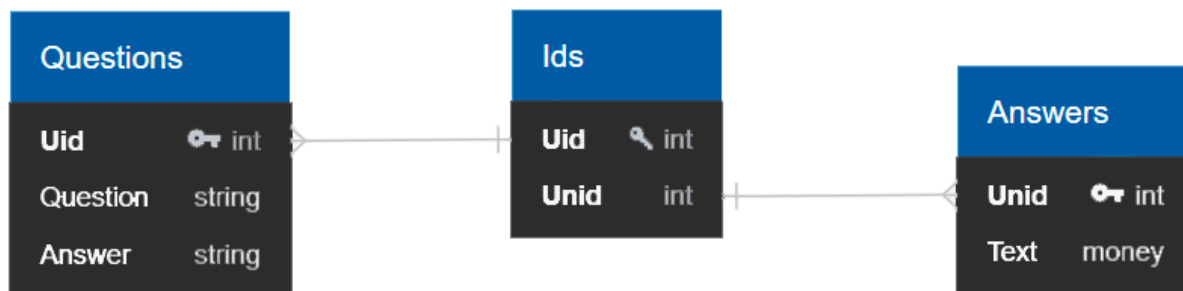 Questions
Uid int
Question string
Answer string
Ids
Uid int
Unid int
Answers
Unid int
Text money